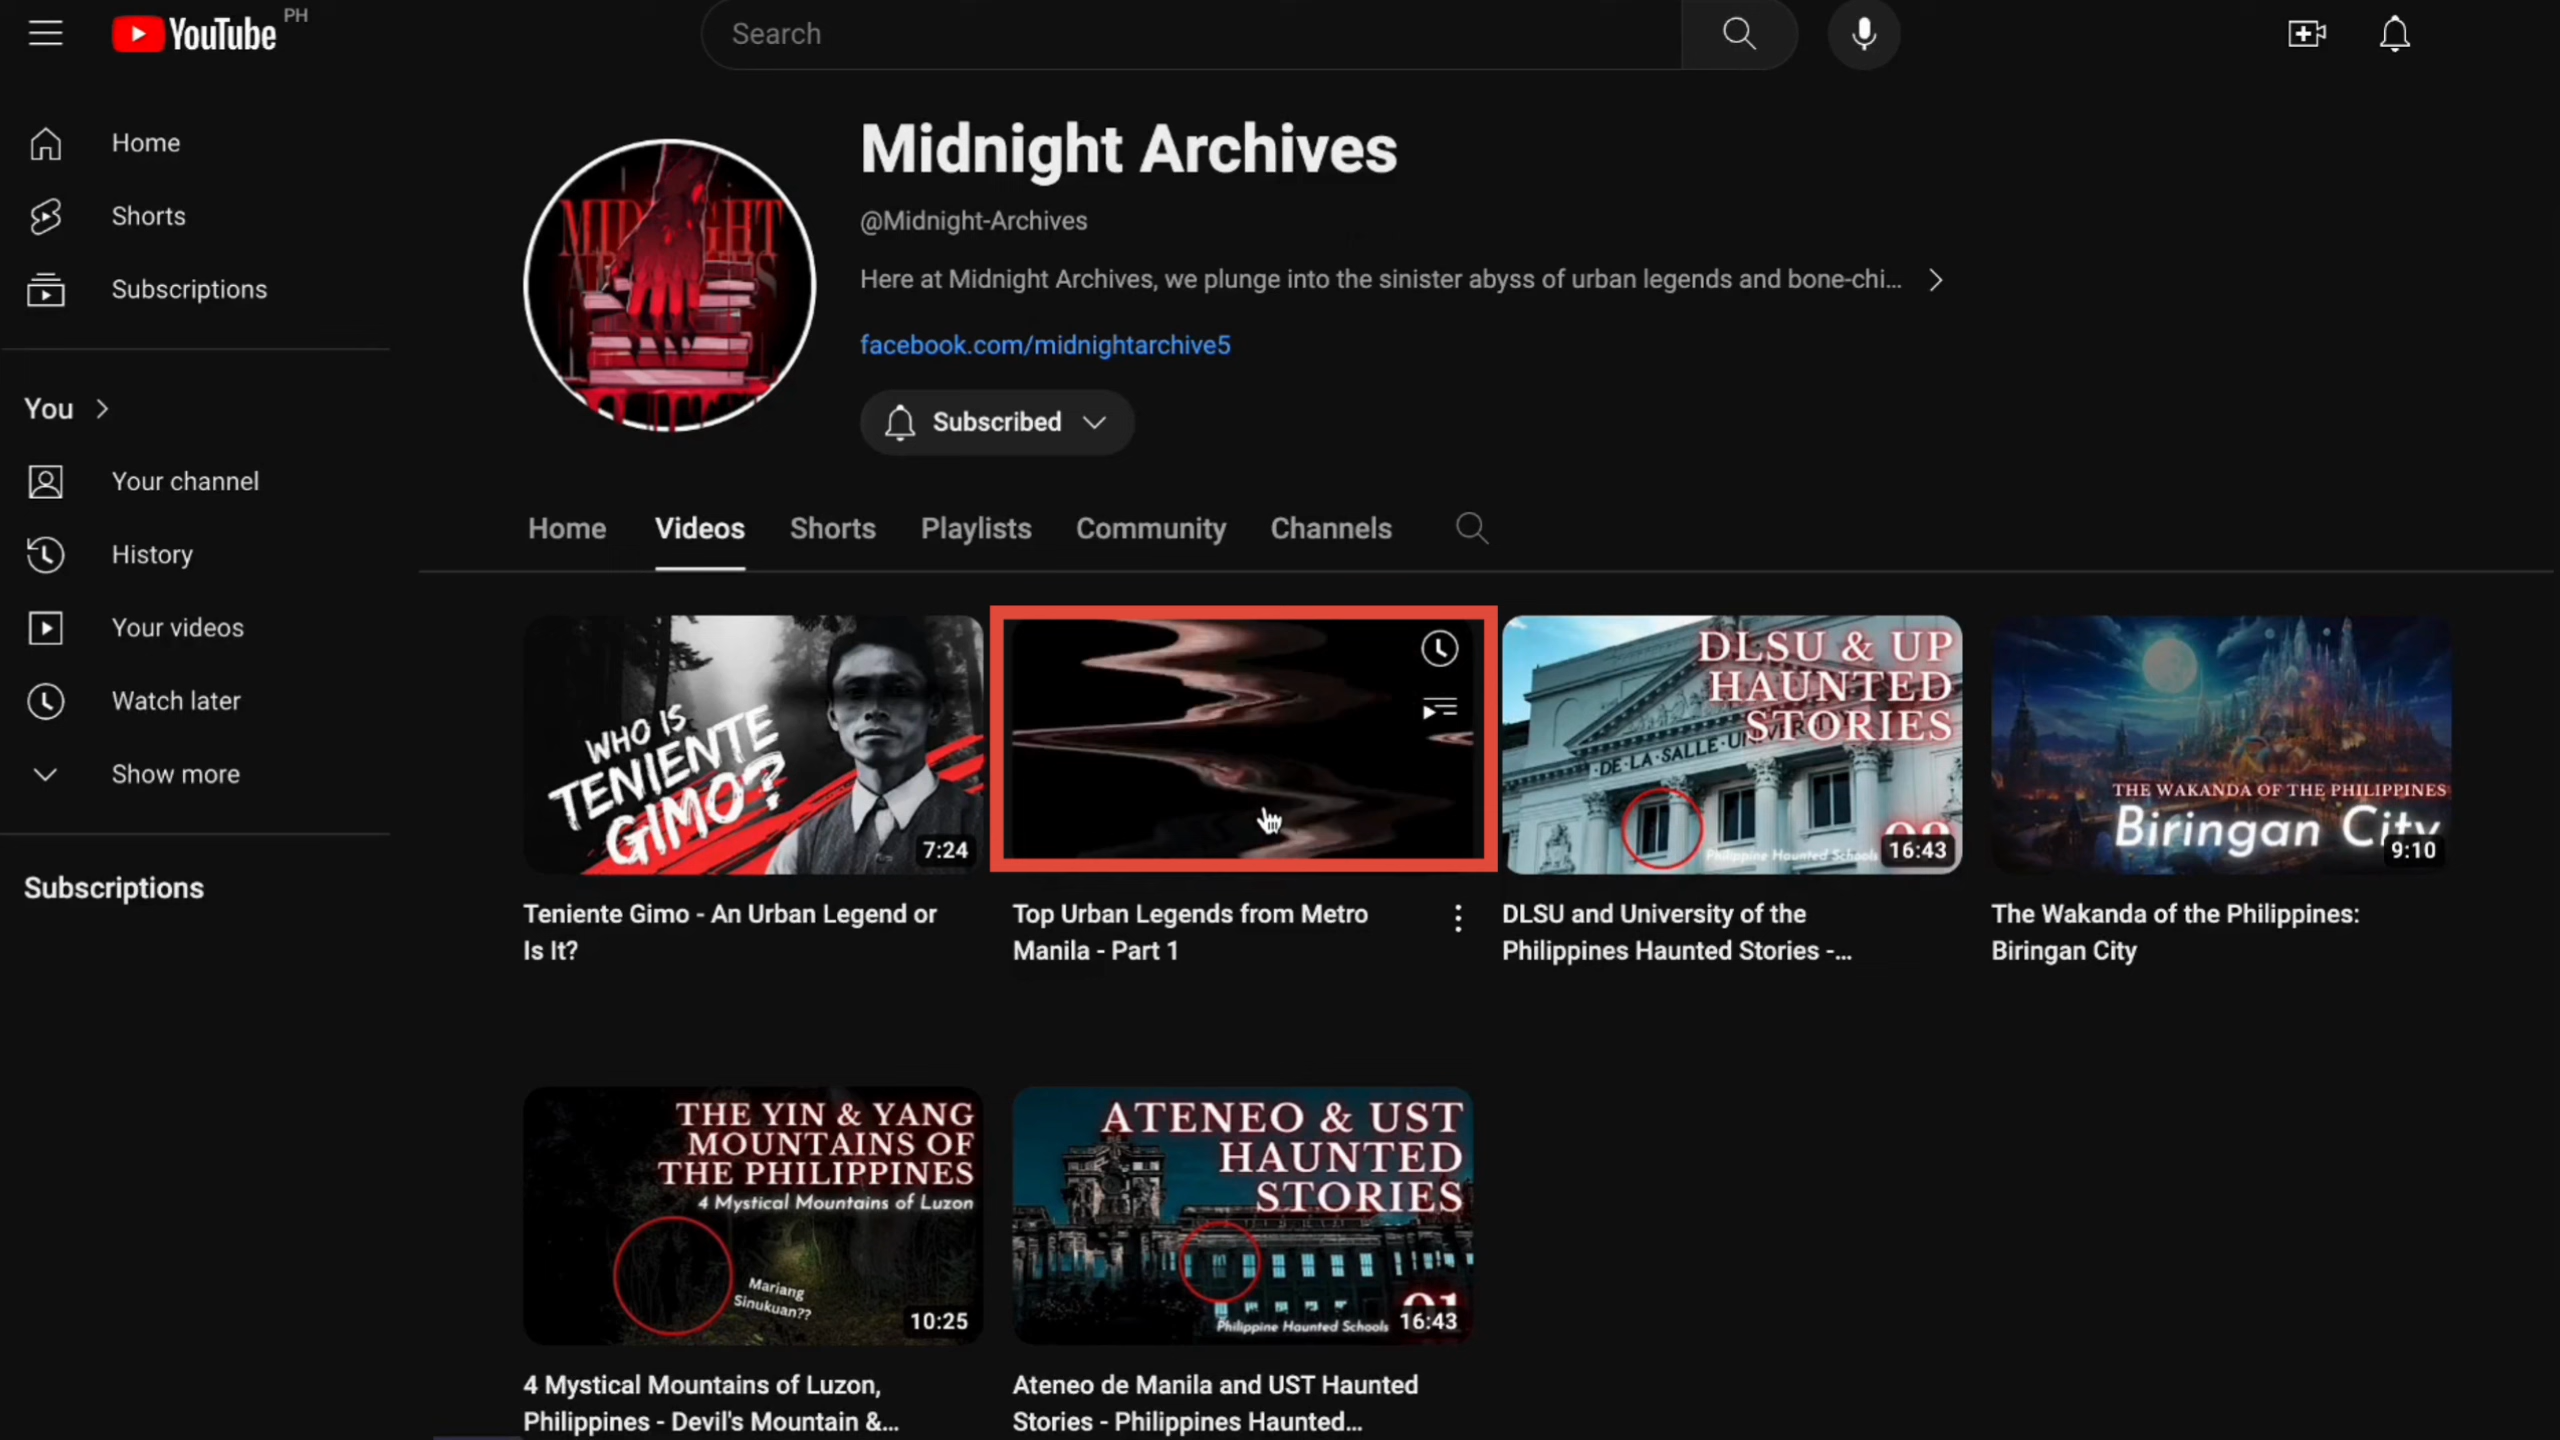 YouTube PH
Search
Home
Shorts
Subscriptions
You
Your channel
History
Your videos
Watch later
Show more
Subscriptions
MIDNIGHT
Midnight Archives
@Midnight-Archives
Here at Midnight Archives, we plunge into the sinister abyss of urban legends and bone-chi...
facebook.com/midnightarchive5
Subscribed
Home Videos Shorts Playlists Community Channels
WHO IS
TENIENTE
GIMO?
7:24
Teniente Gimo - An Urban Legend or
Is It?
Top Urban Legends from Metro
Manila - Part 1
DLSU & UP
HAUNTED
STORIES
DE LA SALLE UNIVERSITY
Philippine Haunted Schools
16:43
DLSU and University of the
Philippines Haunted Stories -...
THE WAKANDA OF THE PHILIPPINES
Biringan City
9:10
The Wakanda of the Philippines:
Biringan City
THE YIN & YANG
MOUNTAINS OF
THE PHILIPPINES
4 Mystical Mountains of Luzon
Mariang
Sinukuan??
10:25
4 Mystical Mountains of Luzon,
Philippines - Devil's Mountain &...
ATENEO & UST
HAUNTED
STORIES
01
Philippine Haunted Schools
16:43
Ateneo de Manila and UST Haunted
Stories - Philippines Haunted...